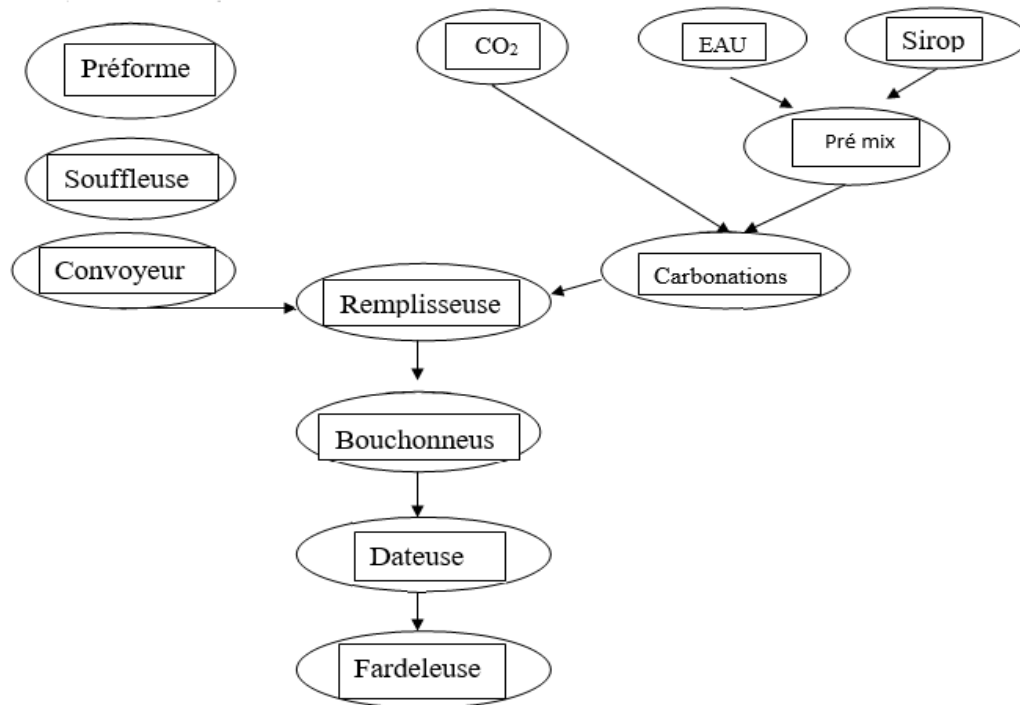 Préforme
CO₂
EAU
Sirop
Souffleuse
Pré mix
Convoyeur
Carbonations
Remplisseuse
Bouchonneus
Dateuse
Fardeleuse